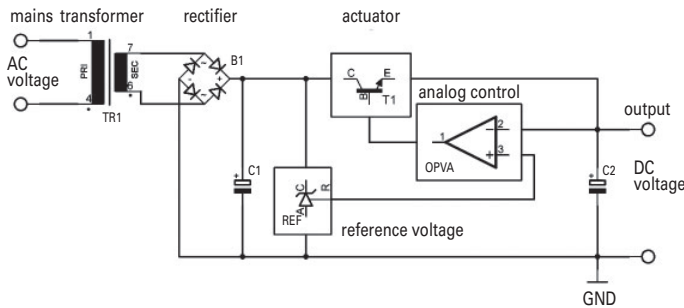 mains transformer
rectifier
actuator
AC
voltage
1
4
PRI
SEC
7
6
TR1
B1
~
~
-
+
C
E
B
T1
analog control
1
2
3
-
+
OPVA
output
DC
voltage
+
C1
C
R
A
REF
reference voltage
+
C2
GND